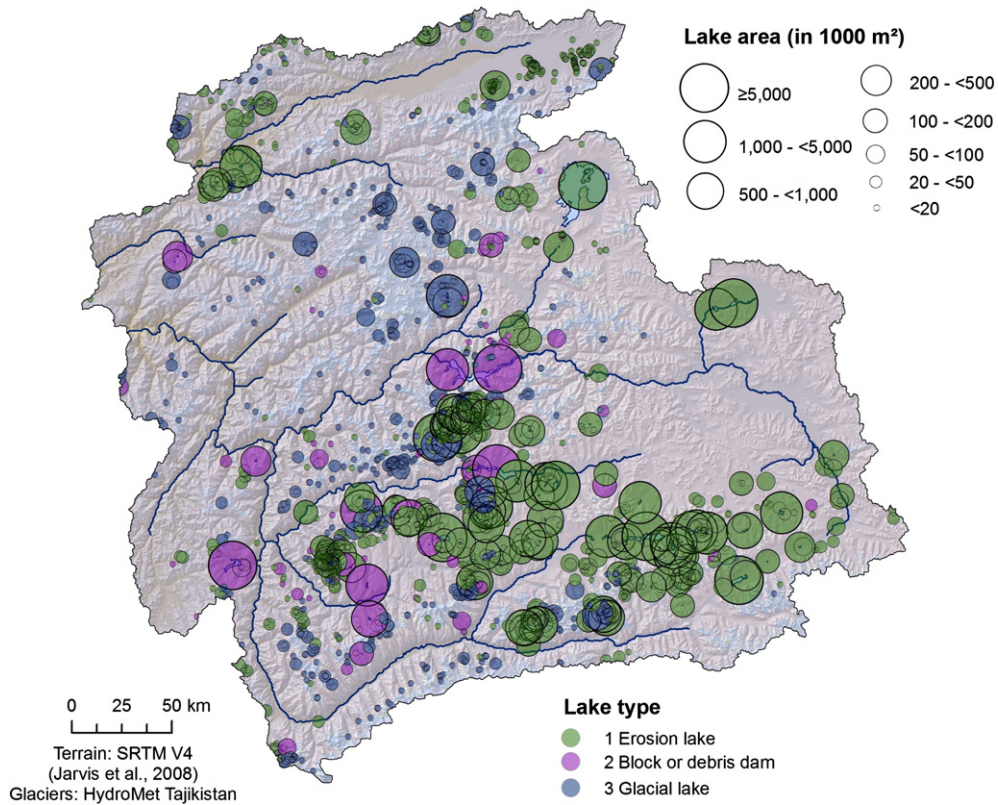 Lake area (in 1000 m²)
≥5,000
1,000 - <5,000
500 - <1,000
200 - <500
100 - <200
50 - <100
20 - <50
<20
0 25 50 km
Terrain: SRTM V4
(Jarvis et al., 2008)
Glaciers: HydroMet Tajikistan
Lake type
1 Erosion lake
2 Block or debris dam
3 Glacial lake